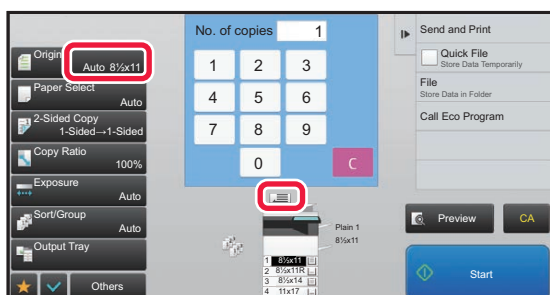 Original
Auto 8½x11
Paper Select
Auto
2-Sided Copy
1-Sided→1-Sided
Copy Ratio
100%
Exposure
Auto
Sort/Group
Auto
Output Tray
Others
No. of copies 1
1 2 3
4 5 6
7 8 9
0 C
Plain 1
8½x11
1 8½x11
2 8½x11R
3 8½x14
4 11x17
Send and Print
Quick File
Store Data Temporarily
File
Store Data in Folder
Call Eco Program
Preview
CA
Start